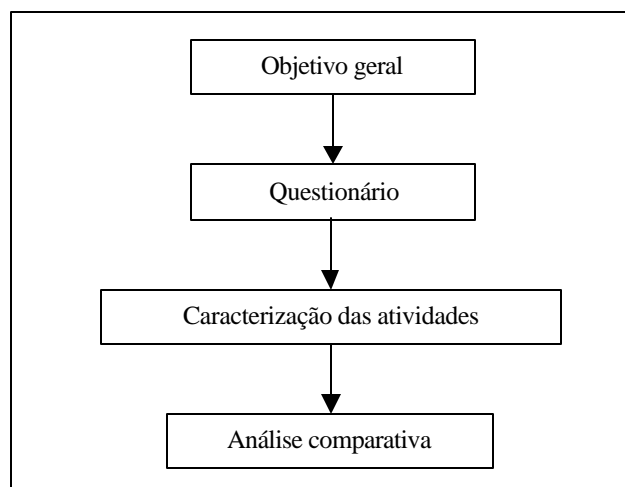 Objetivo geral
Questionário
Caracterização das atividades
Análise comparativa